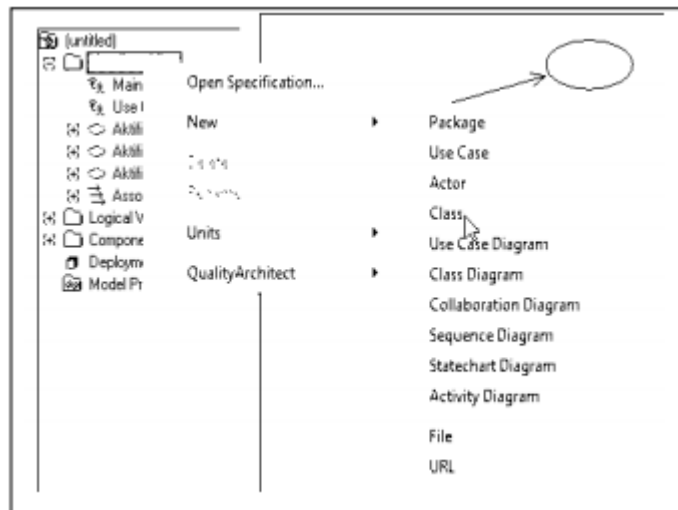 (untitled)
Main
Use
Aktifi
Aktifi
Aktifi
Asso
Logical V
Compone
Deploym
Model Pr
Open Specification...
New
Units
QualityArchitect
Package
Use Case
Actor
Class
Use Case Diagram
Class Diagram
Collaboration Diagram
Sequence Diagram
Statechart Diagram
Activity Diagram
File
URL